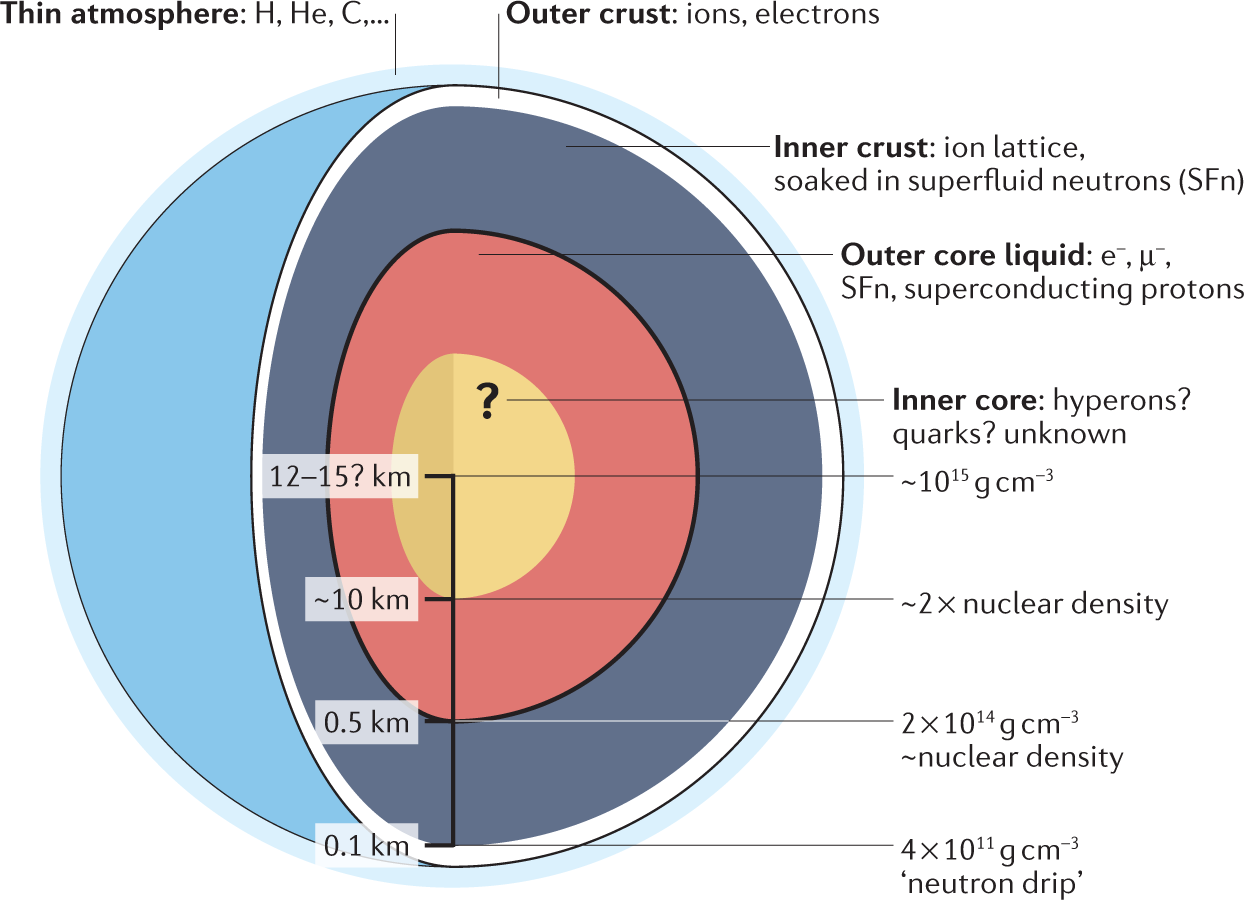 Thin atmosphere: H, He, C,...
Outer crust: ions, electrons
Inner crust: ion lattice,
soaked in superfluid neutrons (SFn)
Outer core liquid: e⁻, μ⁻,
SFn, superconducting protons
?
Inner core: hyperons?
quarks? unknown
12–15? km
~10¹⁵ g cm⁻³
~10 km
~2 × nuclear density
0.5 km
2 × 10¹⁴ g cm⁻³
~nuclear density
0.1 km
4 × 10¹¹ g cm⁻³
‘neutron drip’